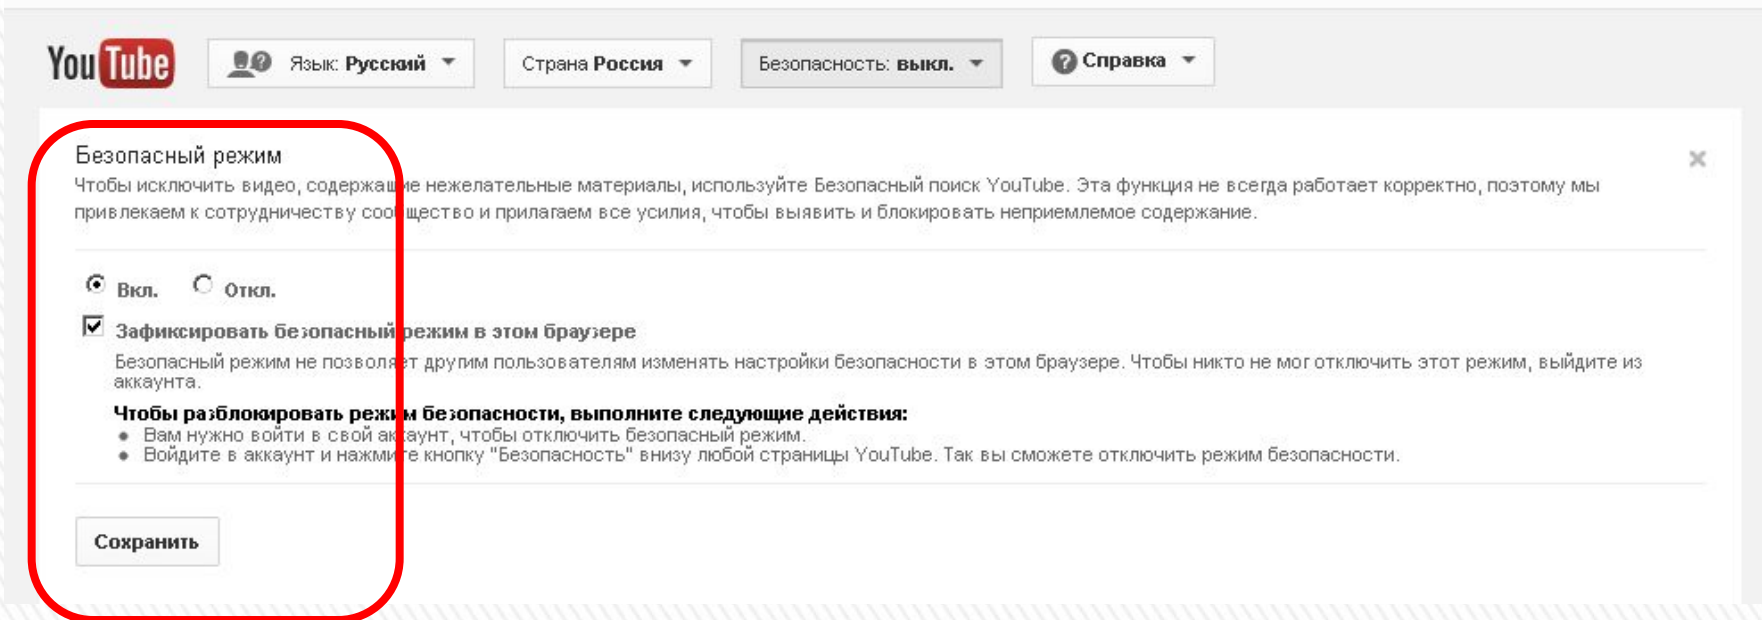 YouTube Язык: Русский Страна Россия Безопасность: выкл. Справка
Безопасный режим
Чтобы исключить видео, содержащие нежелательные материалы, используйте Безопасный поиск YouTube. Эта функция не всегда работает корректно, поэтому мы
привлекаем к сотрудничеству сообщество и прилагаем все усилия, чтобы выявить и блокировать неприемлемое содержание.
Вкл. Откл.
Зафиксировать безопасный режим в этом браузере
Безопасный режим не позволяет другим пользователям изменять настройки безопасности в этом браузере. Чтобы никто не мог отключить этот режим, выйдите из
аккаунта.
Чтобы разблокировать режим безопасности, выполните следующие действия:
Вам нужно войти в свой аккаунт, чтобы отключить безопасный режим.
Войдите в аккаунт и нажмите кнопку "Безопасность" внизу любой страницы YouTube. Так вы сможете отключить режим безопасности.
Сохранить